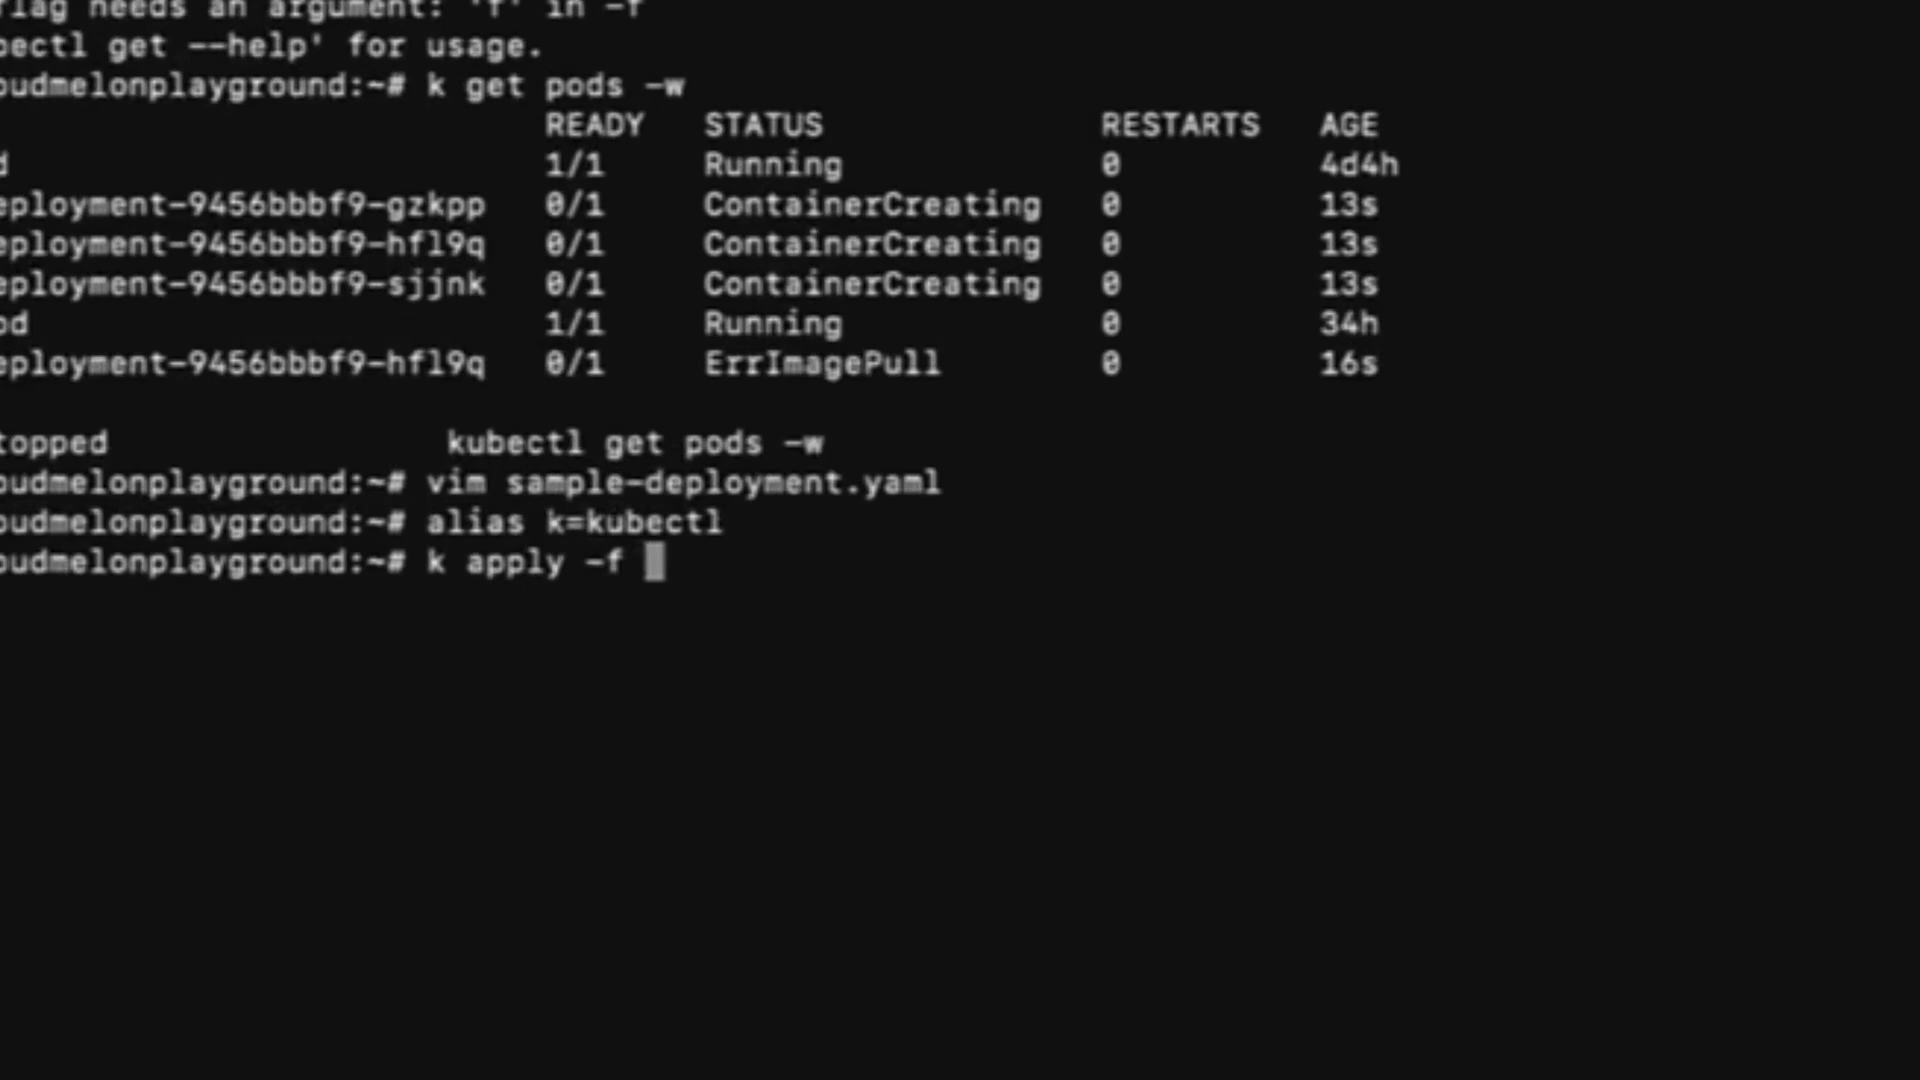 flag needs an argument: 'f' in -f
bectl get --help' for usage.
oudmelonplayground:~# k get pods -w
READY STATUS RESTARTS AGE
d 1/1 Running 0 4d4h
eployment-9456bbbf9-gzkpp 0/1 ContainerCreating 0 13s
eployment-9456bbbf9-hfl9q 0/1 ContainerCreating 0 13s
eployment-9456bbbf9-sjjnk 0/1 ContainerCreating 0 13s
od 1/1 Running 0 34h
eployment-9456bbbf9-hfl9q 0/1 ErrImagePull 0 16s
topped kubectl get pods -w
oudmelonplayground:~# vim sample-deployment.yaml
oudmelonplayground:~# alias k=kubectl
oudmelonplayground:~# k apply -f